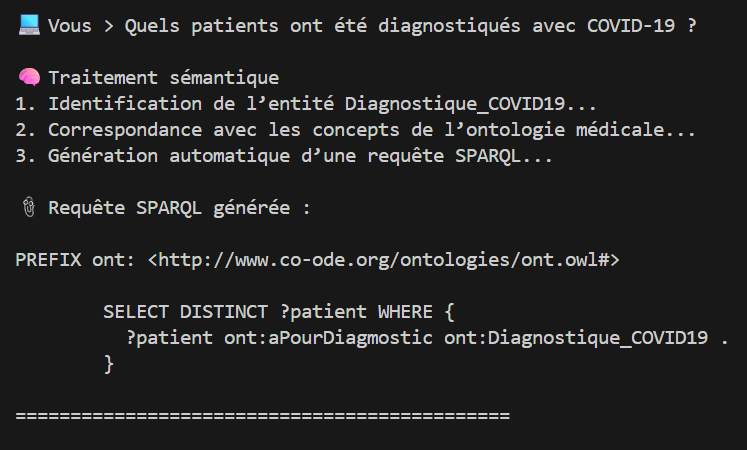 💻 Vous > Quels patients ont été diagnostiqués avec COVID-19 ?
🧠 Traitement sémantique
1. Identification de l’entité Diagnostique_COVID19...
2. Correspondance avec les concepts de l’ontologie médicale...
3. Génération automatique d’une requête SPARQL...
📎 Requête SPARQL générée :
PREFIX ont: <http://www.co-ode.org/ontologies/ont.owl#>
SELECT DISTINCT ?patient WHERE {
?patient ont:aPourDiagmostic ont:Diagnostique_COVID19 .
}
=============================================